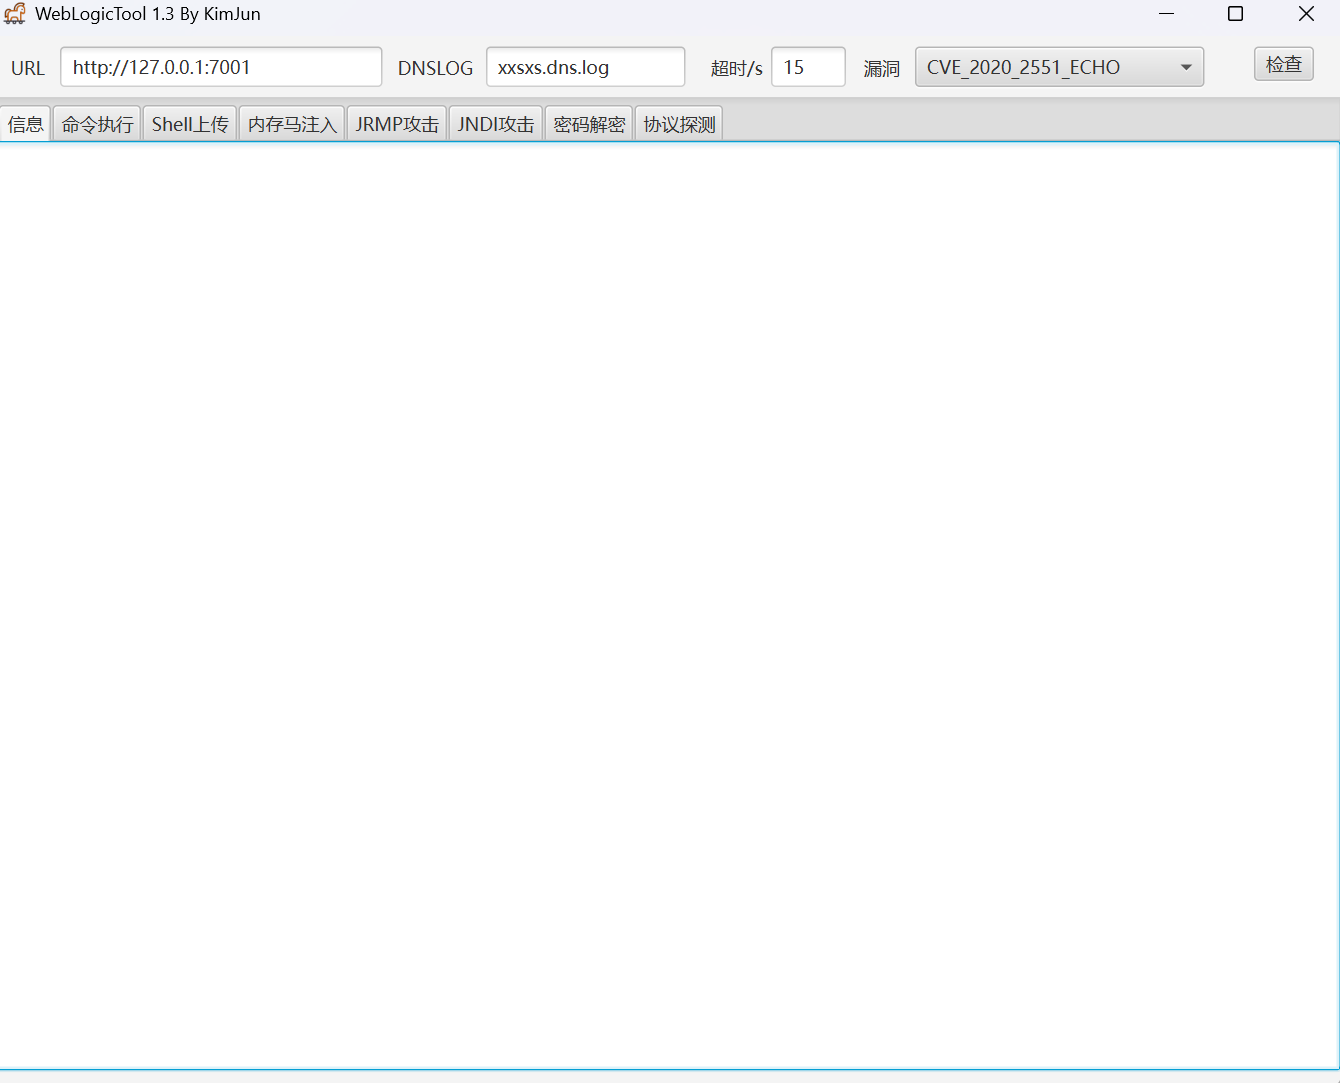 WebLogicTool 1.3 By KimJun
URL http://127.0.0.1:7001 DNSLOG xxsxs.dns.log 超时/s 15 漏洞 CVE_2020_2551_ECHO 检查
信息 命令执行 Shell上传 内存马注入 JRMP攻击 JNDI攻击 密码解密 协议探测